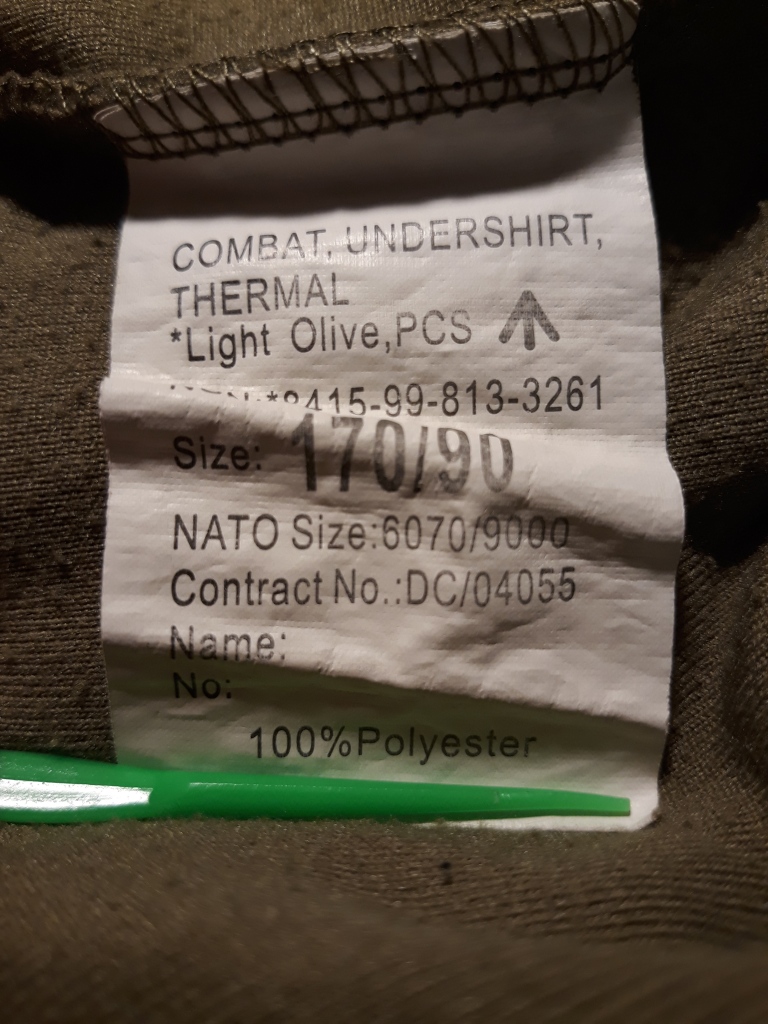 COMBAT, UNDERSHIRT,
THERMAL
*Light Olive,PCS
415-99-813-3261
Size: 170/90
NATO Size:6070/9000
Contract No.:DC/04055
Name:
No:
100%Polyester